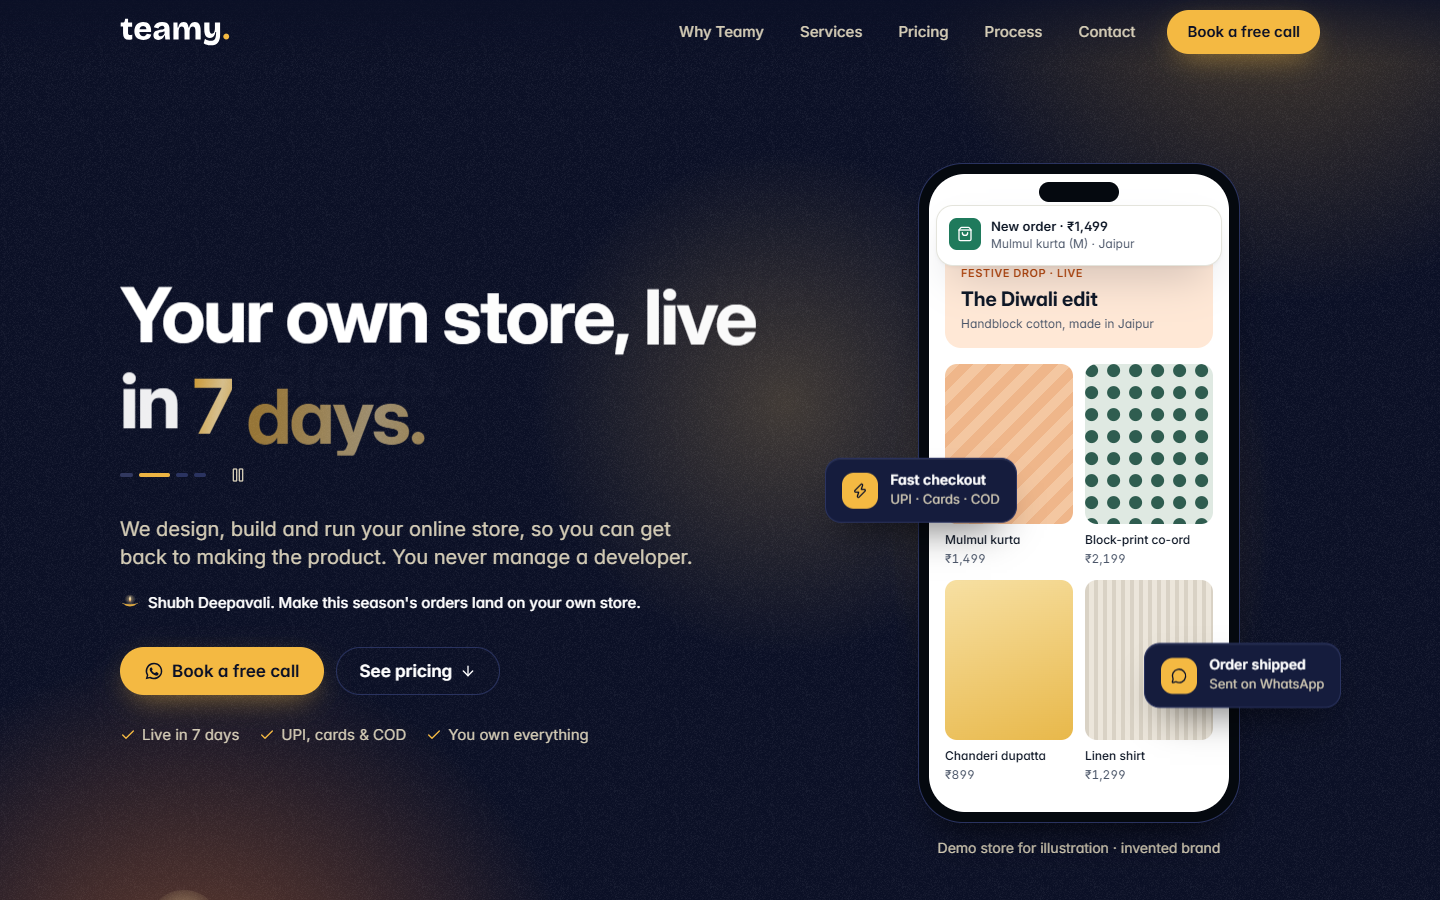 teamy.
Why Teamy
Services
Pricing
Process
Contact
Book a free call
Your own store, live
in 7 days.
We design, build and run your online store, so you can get
back to making the product. You never manage a developer.
Shubh Deepavali. Make this season's orders land on your own store.
Book a free call
See pricing
Live in 7 days
UPI, cards & COD
You own everything
New order · ₹1,499
Mulmul kurta (M) · Jaipur
FESTIVE DROP · LIVE
The Diwali edit
Handblock cotton, made in Jaipur
Fast checkout
UPI · Cards · COD
Mulmul kurta
₹1,499
Block-print co-ord
₹2,199
Order shipped
Sent on WhatsApp
Chanderi dupatta
₹899
Linen shirt
₹1,299
Demo store for illustration · invented brand